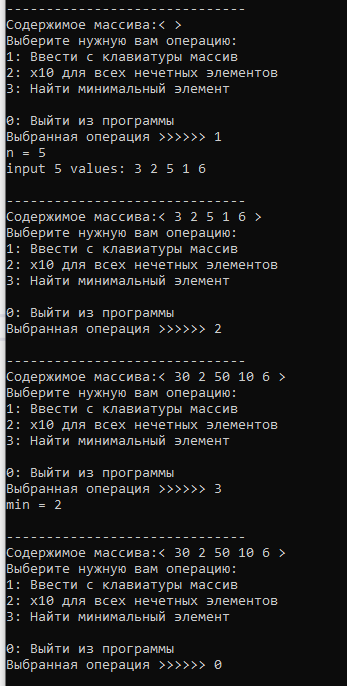 ------------------------------
Содержимое массива:< >
Выберите нужную вам операцию:
1: Ввести с клавиатуры массив
2: x10 для всех нечетных элементов
3: Найти минимальный элемент
0: Выйти из программы
Выбранная операция >>>>>> 1
n = 5
input 5 values: 3 2 5 1 6
------------------------------
Содержимое массива:< 3 2 5 1 6 >
Выберите нужную вам операцию:
1: Ввести с клавиатуры массив
2: x10 для всех нечетных элементов
3: Найти минимальный элемент
0: Выйти из программы
Выбранная операция >>>>>> 2
------------------------------
Содержимое массива:< 30 2 50 10 6 >
Выберите нужную вам операцию:
1: Ввести с клавиатуры массив
2: x10 для всех нечетных элементов
3: Найти минимальный элемент
0: Выйти из программы
Выбранная операция >>>>>> 3
min = 2
------------------------------
Содержимое массива:< 30 2 50 10 6 >
Выберите нужную вам операцию:
1: Ввести с клавиатуры массив
2: x10 для всех нечетных элементов
3: Найти минимальный элемент
0: Выйти из программы
Выбранная операция >>>>>> 0